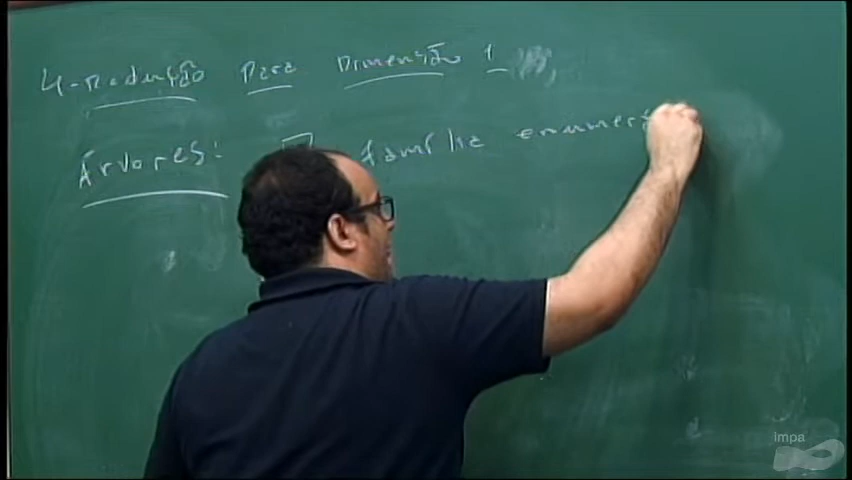 4-Redução Para Dimensão 1
Árvores: família enumerá
impa